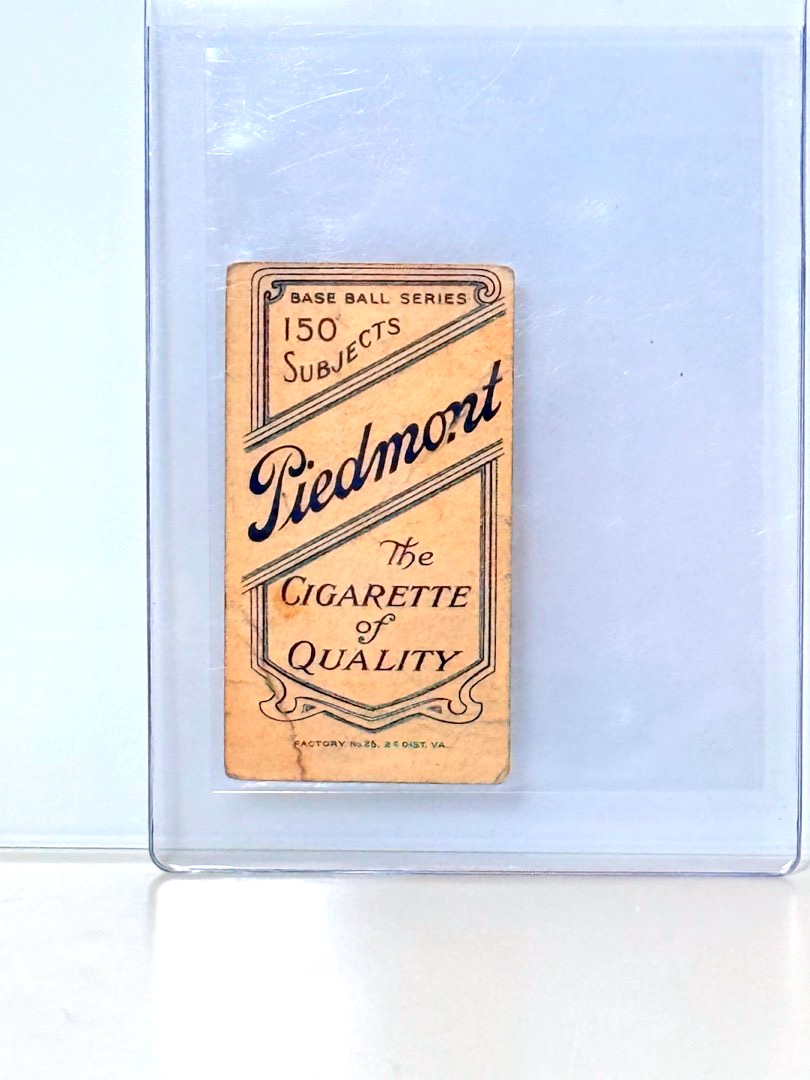 BASE BALL SERIES
150
SUBJECTS
Piedmont
The
CIGARETTE
of
QUALITY
FACTORY No. 25, 2d DIST. VA.